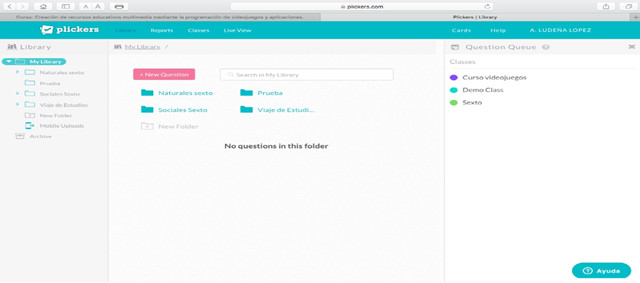 plickers.com
Curso: Creación de recursos educativos multimedia mediante la programación de videojuegos y aplicaciones.
Plickers | Library
plickers
Library
Reports
Classes
Live View
Cards
Help
A. LUDENA LOPEZ
Library
My Library
Naturales sexto
Prueba
Sociales Sexto
Viaje de Estudios
New Folder
Mobile Uploads
Archive
My Library /
+ New Question
Search in My Library
Naturales sexto
Prueba
Sociales Sexto
Viaje de Estudi...
New Folder
No questions in this folder
Question Queue
Classes
Curso videojuegos
Demo Class
Sexto
Ayuda